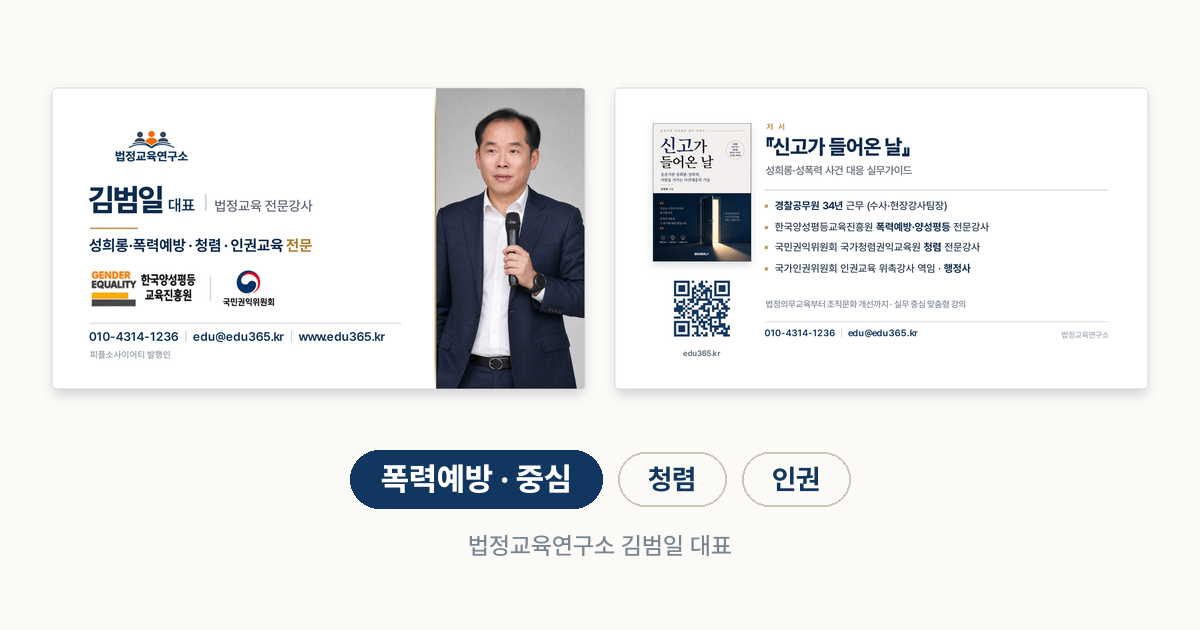 법정교육연구소
김범일 대표 | 법정교육 전문강사
성희롱·폭력예방·청렴·인권교육 전문
GENDER EQUALITY 한국양성평등교육진흥원
국민권익위원회
010-4314-1236 | edu@edu365.kr | www.edu365.kr
피플소사이어티 발행인
신고가
들어온 날
BOOKK
edu365.kr
저 서
『신고가 들어온 날』
성희롱·성폭력 사건 대응 실무가이드
경찰공무원 34년 근무 (수사·현장강사팀장)
한국양성평등교육진흥원 폭력예방·양성평등 전문강사
국민권익위원회 국가청렴권익교육원 청렴 전문강사
국가인권위원회 인권교육 위촉강사 역임 · 행정사
법정의무교육부터 조직문화 개선까지 · 실무 중심 맞춤형 강의
010-4314-1236 | edu@edu365.kr
법정교육연구소
폭력예방 · 중심
청렴
인권
법정교육연구소 김범일 대표